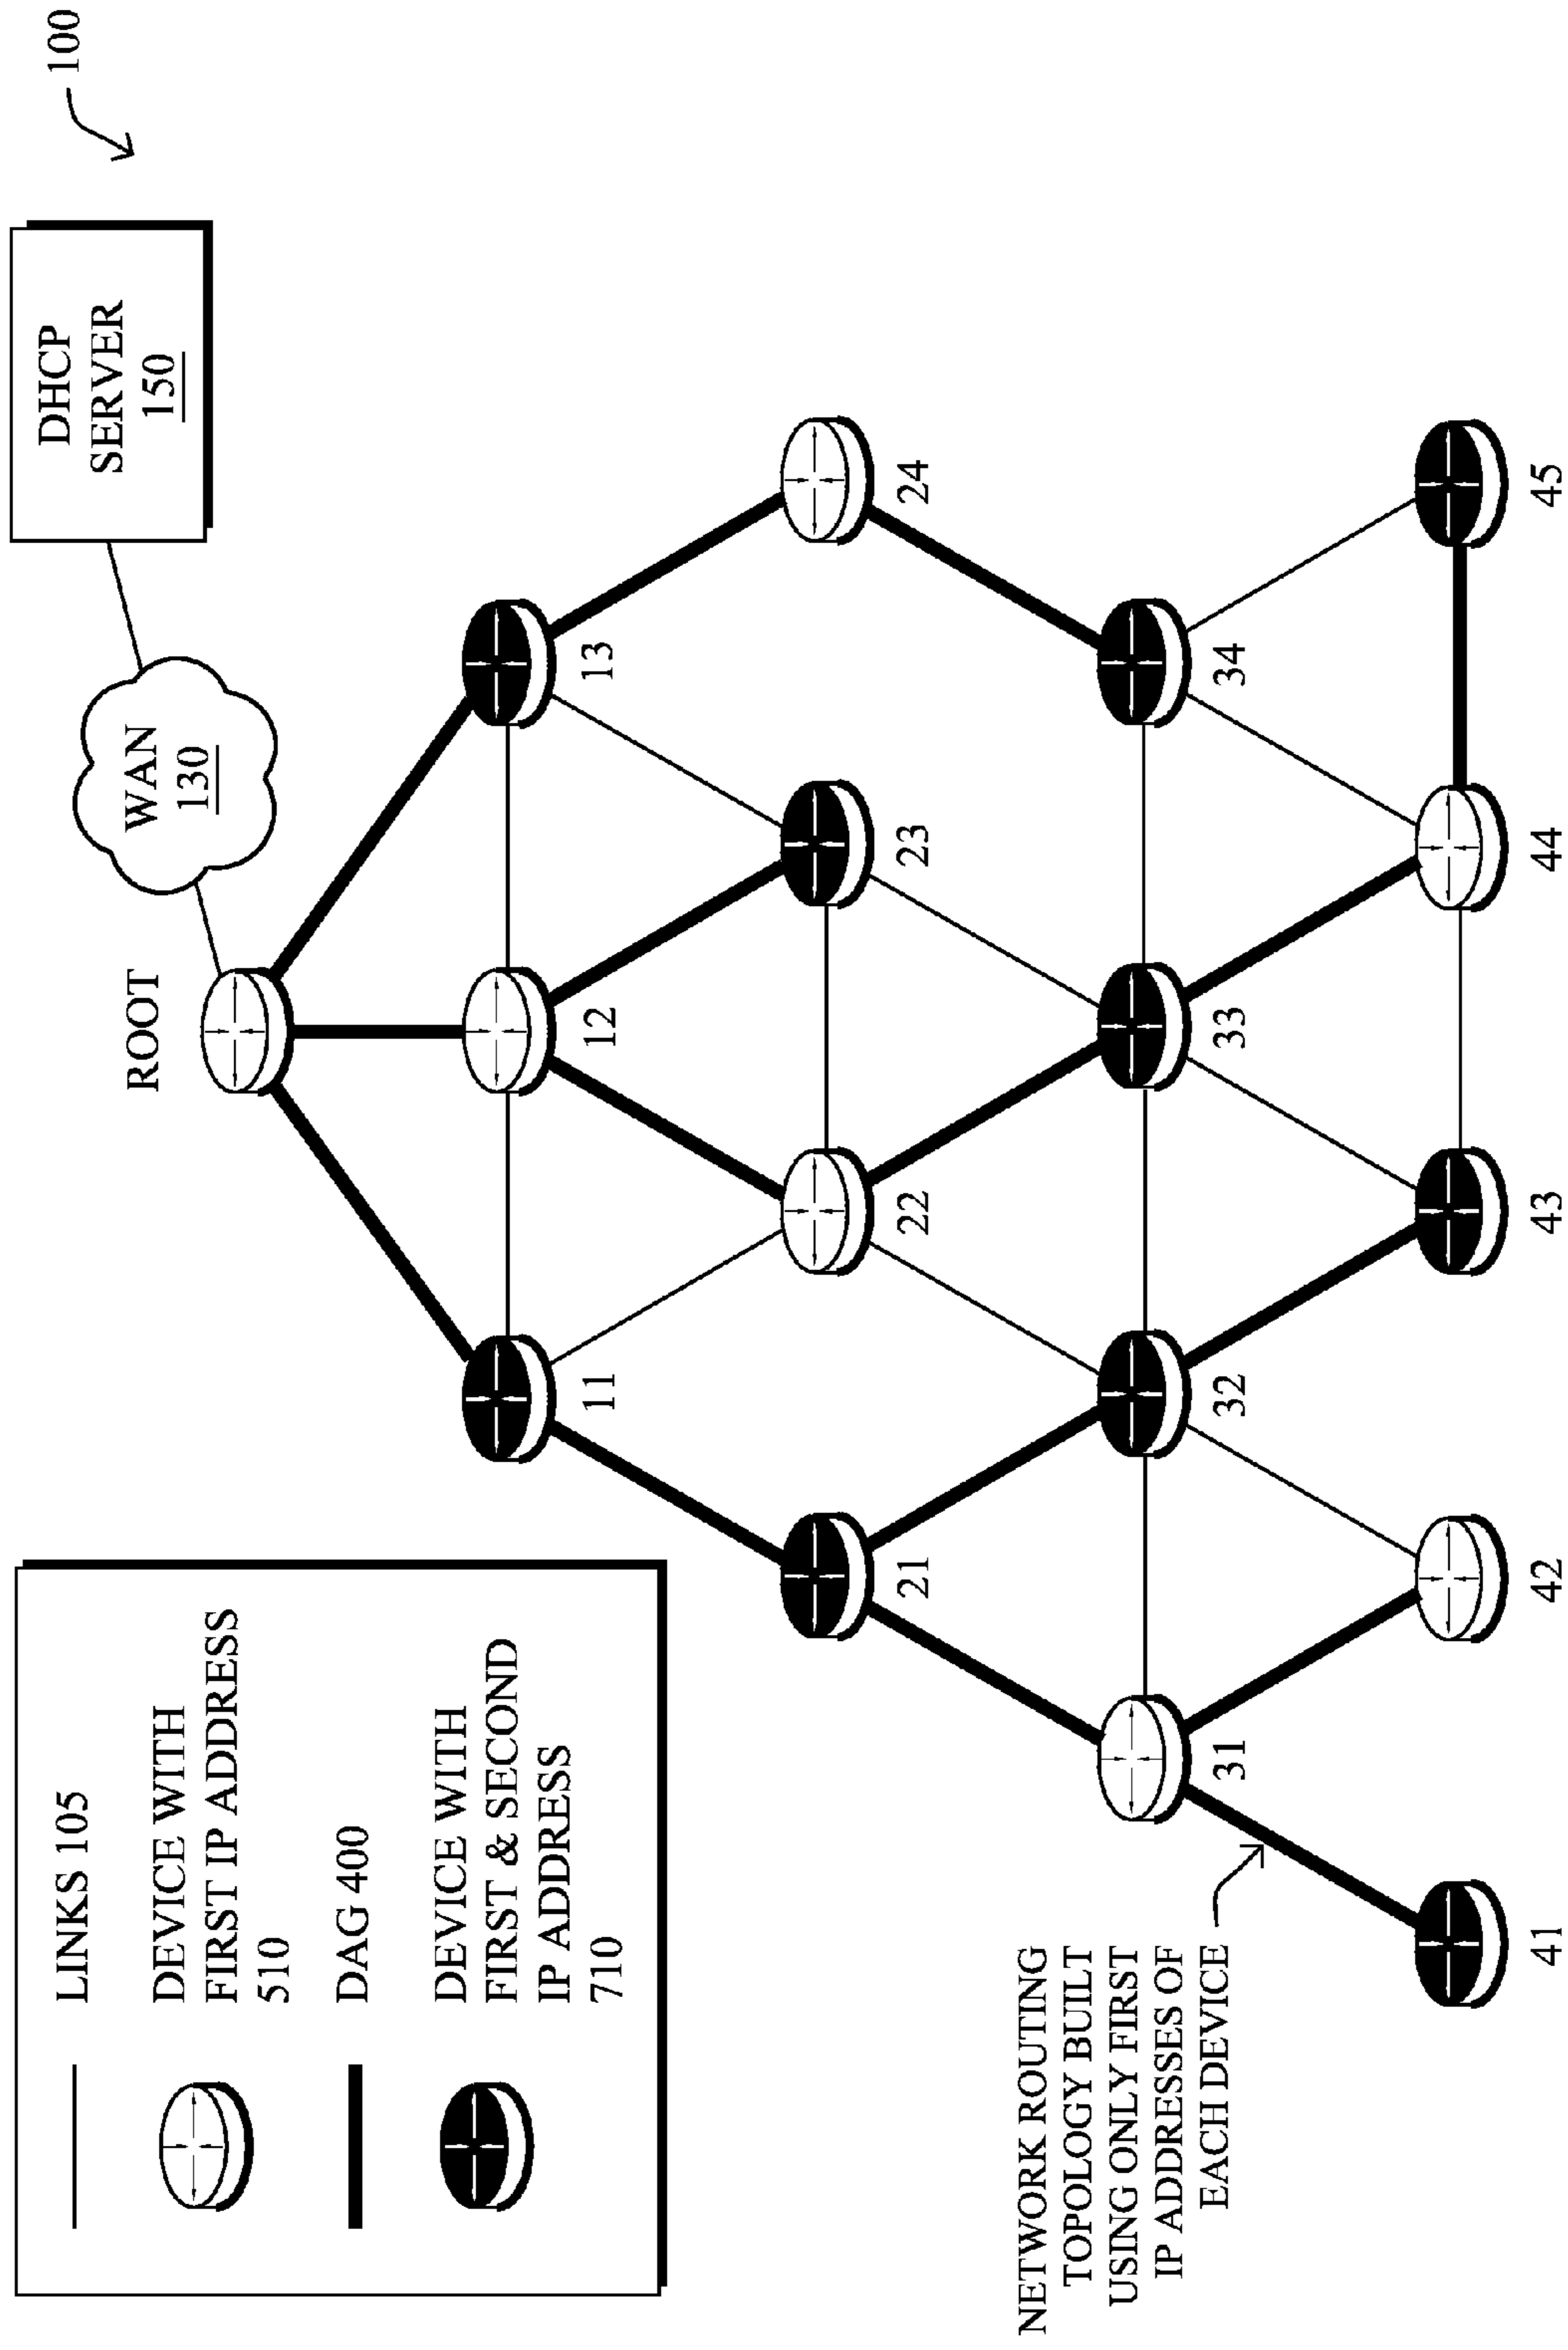 100
DHCP
SERVER
150
WAN
130
ROOT
11
12
13
21
22
23
24
31
32
33
34
41
42
43
44
45
LINKS 105
DEVICE WITH
FIRST IP ADDRESS
510
DAG 400
DEVICE WITH
FIRST & SECOND
IP ADDRESS
710
NETWORK ROUTING
TOPOLOGY BUILT
USING ONLY FIRST
IP ADDRESSES OF
EACH DEVICE